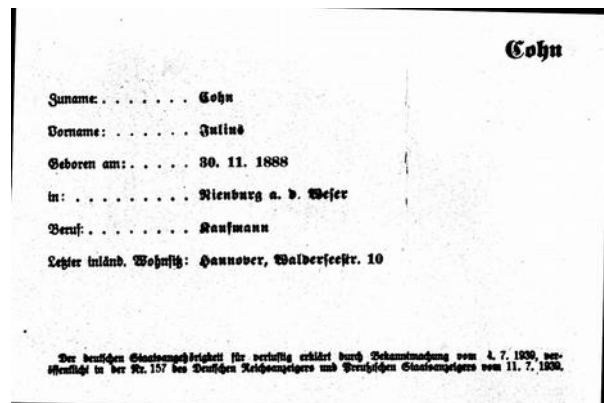 Cohn
Zuname: . . . . . . . Cohn
Vorname: . . . . . . Julius
Geboren am: . . . . . 30. 11. 1888
in: . . . . . . . . . Nienburg a. d. Weser
Beruf: . . . . . . . . Kaufmann
Letzter inländ. Wohnsitz: Hannover, Walderseestr. 10
Der deutschen Staatsangehörigkeit für verlustig erklärt durch Bekanntmachung vom 4. 7. 1939, ver-
öffentlicht in der Nr. 157 des Deutschen Reichsanzeigers und Preußischen Staatsanzeigers vom 11. 7. 1939.